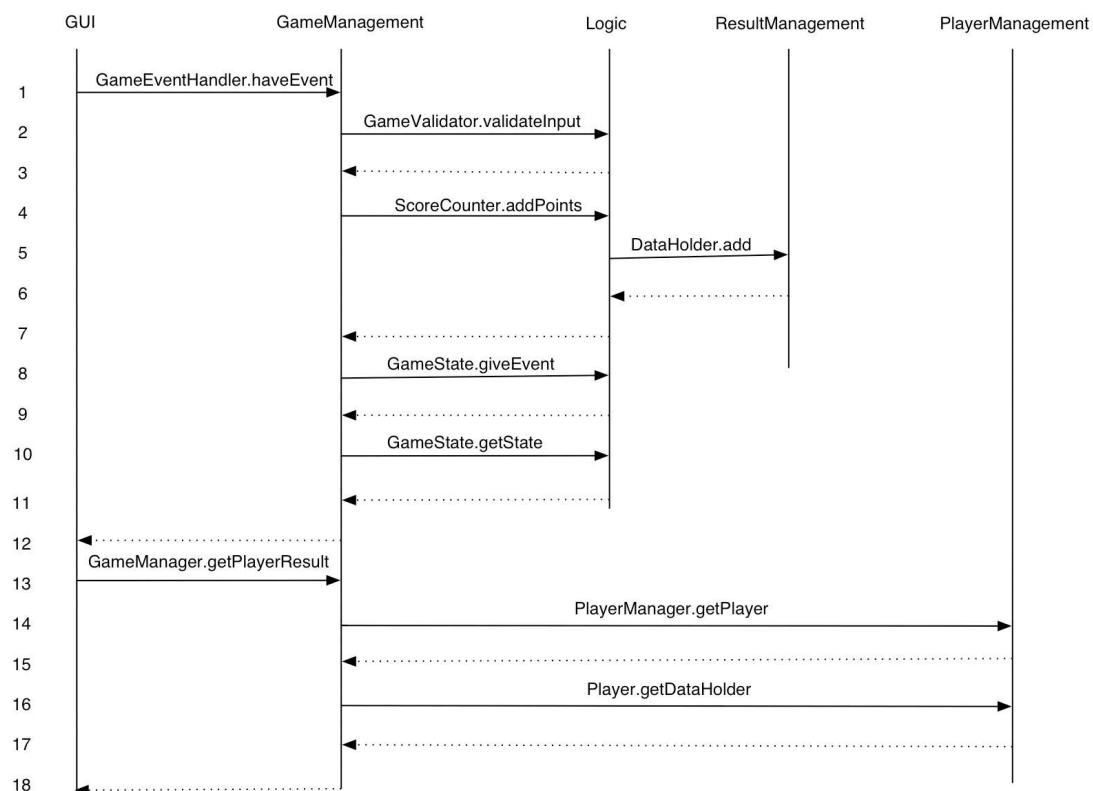 GUI GameManagement Logic ResultManagement PlayerManagement
1 GameEventHandler.haveEvent
2 GameValidator.validateInput
3
4 ScoreCounter.addPoints
5 DataHolder.add
6
7
8 GameState.giveEvent
9
10 GameState.getState
11
12
GameManager.getPlayerResult
13
14 PlayerManager.getPlayer
15
16 Player.getDataHolder
17
18